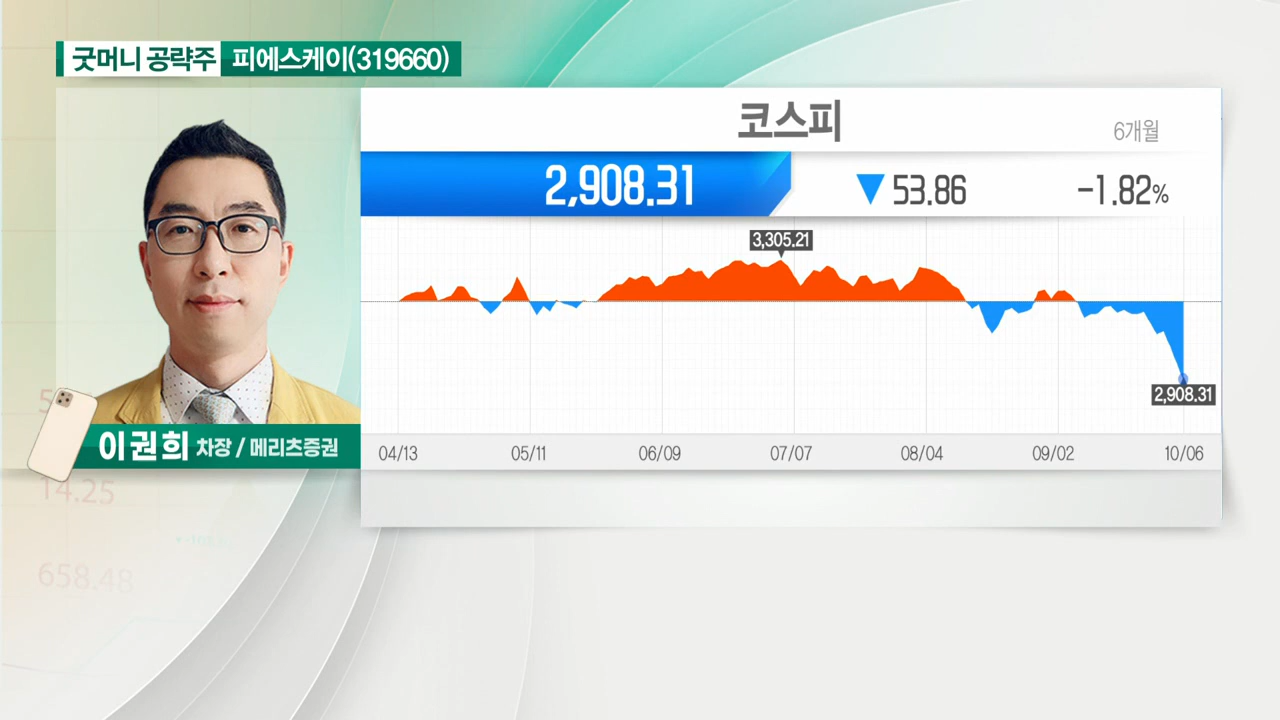 굿머니 공략주 피에스케이(319660)
코스피
6개월
2,908.31 ▼ 53.86 -1.82%
3,305.21
2,908.31
이권희 차장 / 메리츠증권
04/13 05/11 06/09 07/07 08/04 09/02 10/06
14.25
658.48